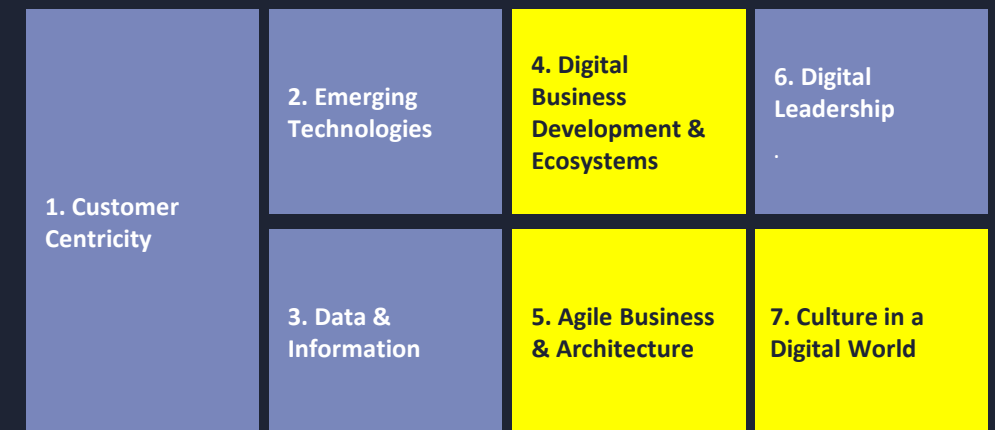 1. Customer
Centricity
2. Emerging
Technologies
3. Data &
Information
4. Digital
Business
Development &
Ecosystems
5. Agile Business
& Architecture
6. Digital
Leadership
.
7. Culture in a
Digital World